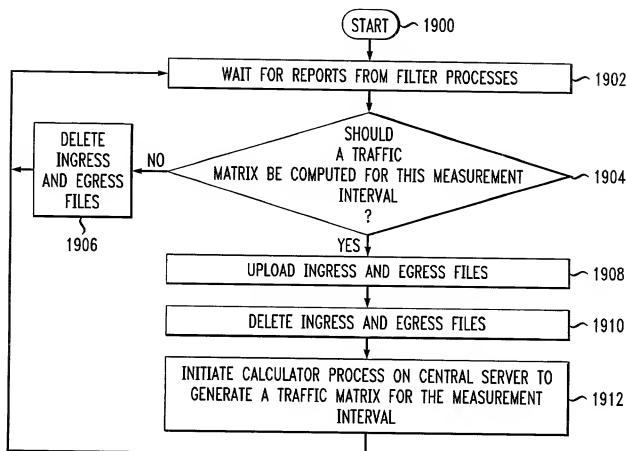 START
1900
WAIT FOR REPORTS FROM FILTER PROCESSES
1902
SHOULD
A TRAFFIC
MATRIX BE COMPUTED FOR THIS MEASUREMENT
INTERVAL
?
1904
NO
DELETE
INGRESS
AND EGRESS
FILES
1906
YES
UPLOAD INGRESS AND EGRESS FILES
1908
DELETE INGRESS AND EGRESS FILES
1910
INITIATE CALCULATOR PROCESS ON CENTRAL SERVER TO
GENERATE A TRAFFIC MATRIX FOR THE MEASUREMENT
INTERVAL
1912